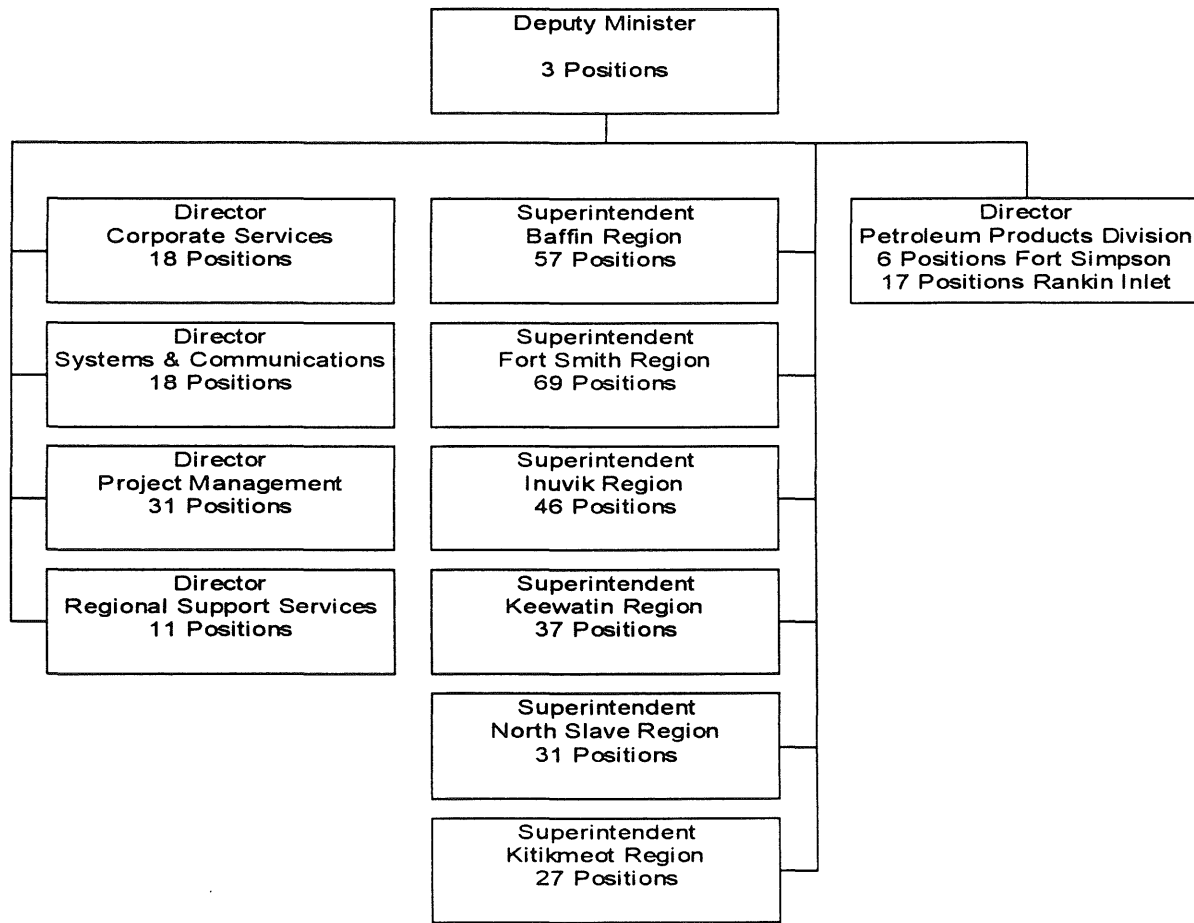 Deputy Minister
3 Positions
Director
Corporate Services
18 Positions
Director
Systems & Communications
18 Positions
Director
Project Management
31 Positions
Director
Regional Support Services
11 Positions
Superintendent
Baffin Region
57 Positions
Superintendent
Fort Smith Region
69 Positions
Superintendent
Inuvik Region
46 Positions
Superintendent
Keewatin Region
37 Positions
Superintendent
North Slave Region
31 Positions
Superintendent
Kitikmeot Region
27 Positions
Director
Petroleum Products Division
6 Positions Fort Simpson
17 Positions Rankin Inlet